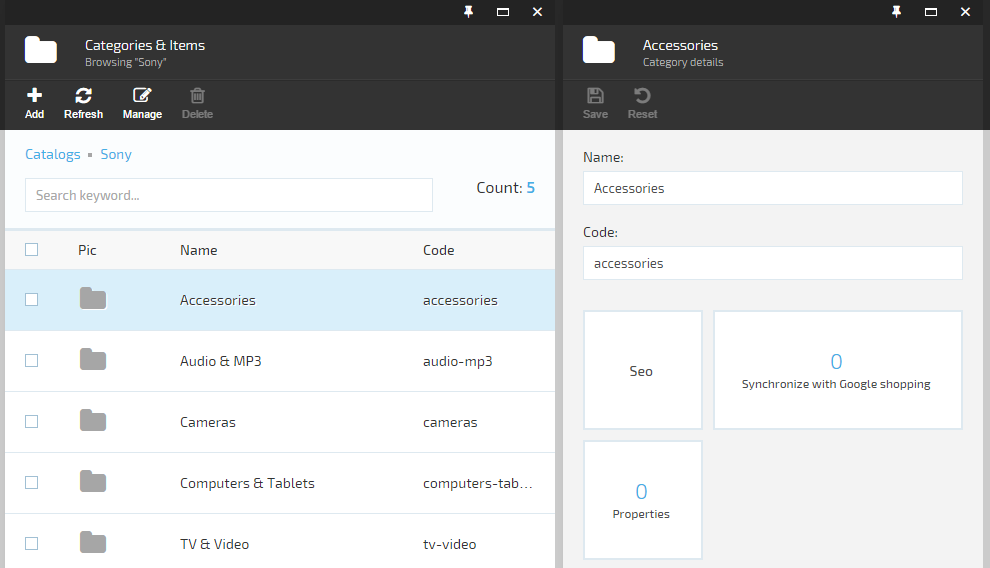 Categories & Items
Browsing "Sony"
Add Refresh Manage Delete
Catalogs ▪ Sony
Search keyword...
Count: 5
Pic Name Code
Accessories accessories
Audio & MP3 audio-mp3
Cameras cameras
Computers & Tablets computers-tab...
TV & Video tv-video
Accessories
Category details
Save Reset
Name:
Accessories
Code:
accessories
Seo
0
Synchronize with Google shopping
0
Properties